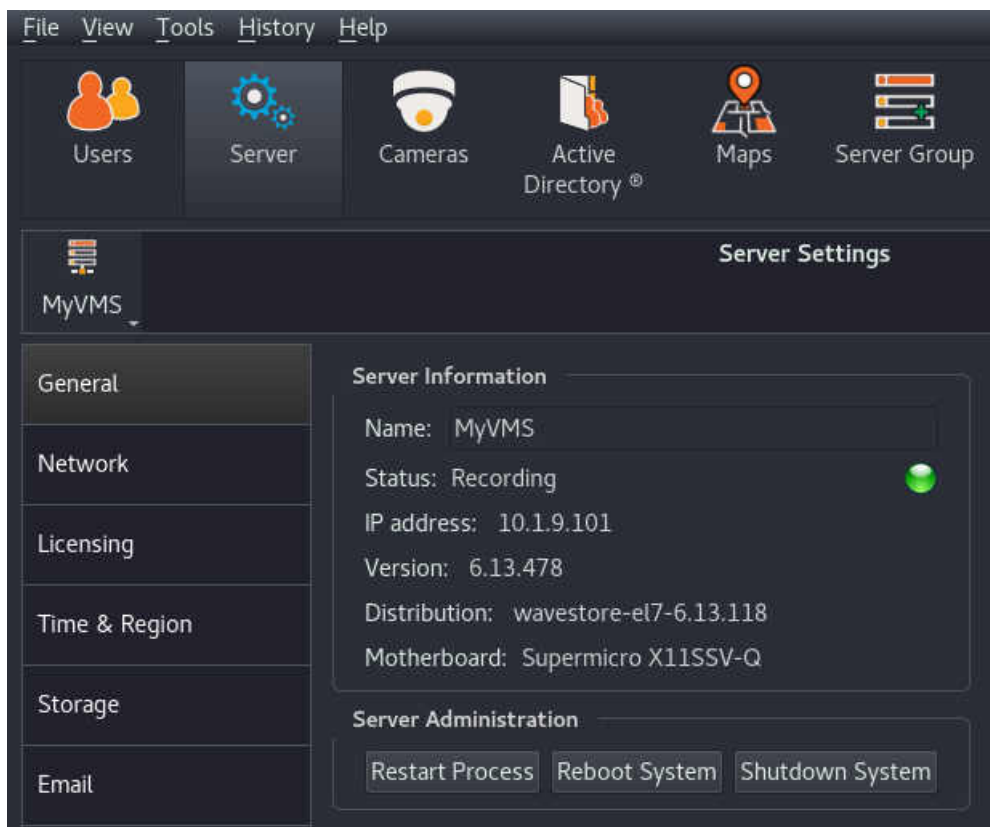 File View Tools History Help
Users
Server
Cameras
Active
Directory ®
Maps
Server Group
MyVMS
Server Settings
General
Network
Licensing
Time & Region
Storage
Email
Server Information
Name: MyVMS
Status: Recording
IP address: 10.1.9.101
Version: 6.13.478
Distribution: wavestore-el7-6.13.118
Motherboard: Supermicro X11SSV-Q
Server Administration
Restart Process Reboot System Shutdown System